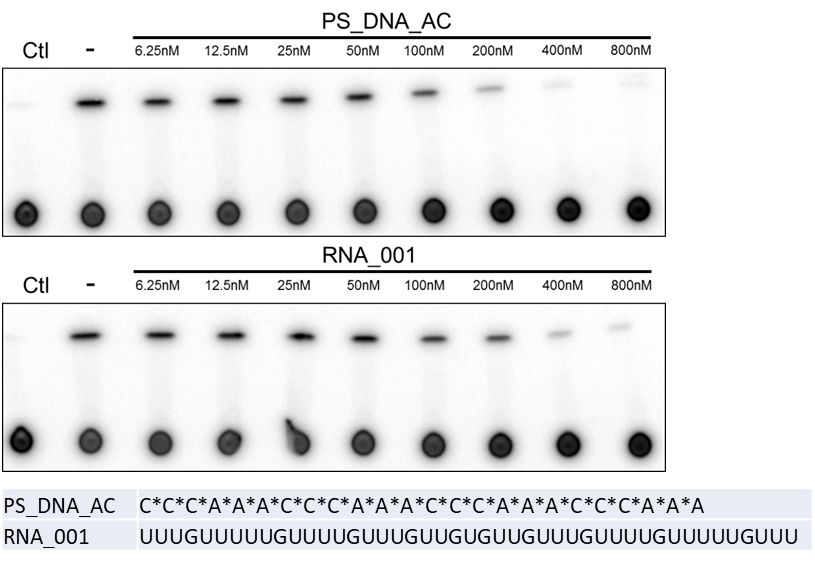 PS_DNA_AC
Ctl - 6.25nM 12.5nM 25nM 50nM 100nM 200nM 400nM 800nM
RNA_001
Ctl - 6.25nM 12.5nM 25nM 50nM 100nM 200nM 400nM 800nM
PS_DNA_AC C*C*C*A*A*A*C*C*C*A*A*A*C*C*C*A*A*A*C*C*C*A*A*A
RNA_001 UUUGUUUUUGUUUUGUUUGUUGUGUUGUUUGUUUUGUUUUUGUUU